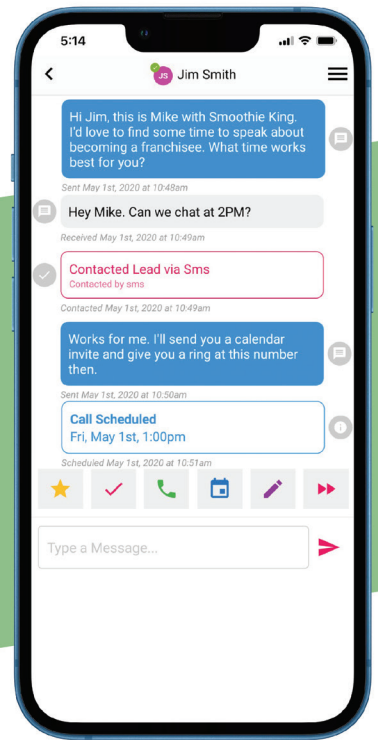 5:14
JS Jim Smith
Hi Jim, this is Mike with Smoothie King.
I'd love to find some time to speak about
becoming a franchisee. What time works
best for you?
Sent May 1st, 2020 at 10:48am
Hey Mike. Can we chat at 2PM?
Received May 1st, 2020 at 10:49am
Contacted Lead via Sms
Contacted by sms
Contacted May 1st, 2020 at 10:49am
Works for me. I'll send you a calendar
invite and give you a ring at this number
then.
Sent May 1st, 2020 at 10:50am
Call Scheduled
Fri, May 1st, 1:00pm
Scheduled May 1st, 2020 at 10:51am
Type a Message...